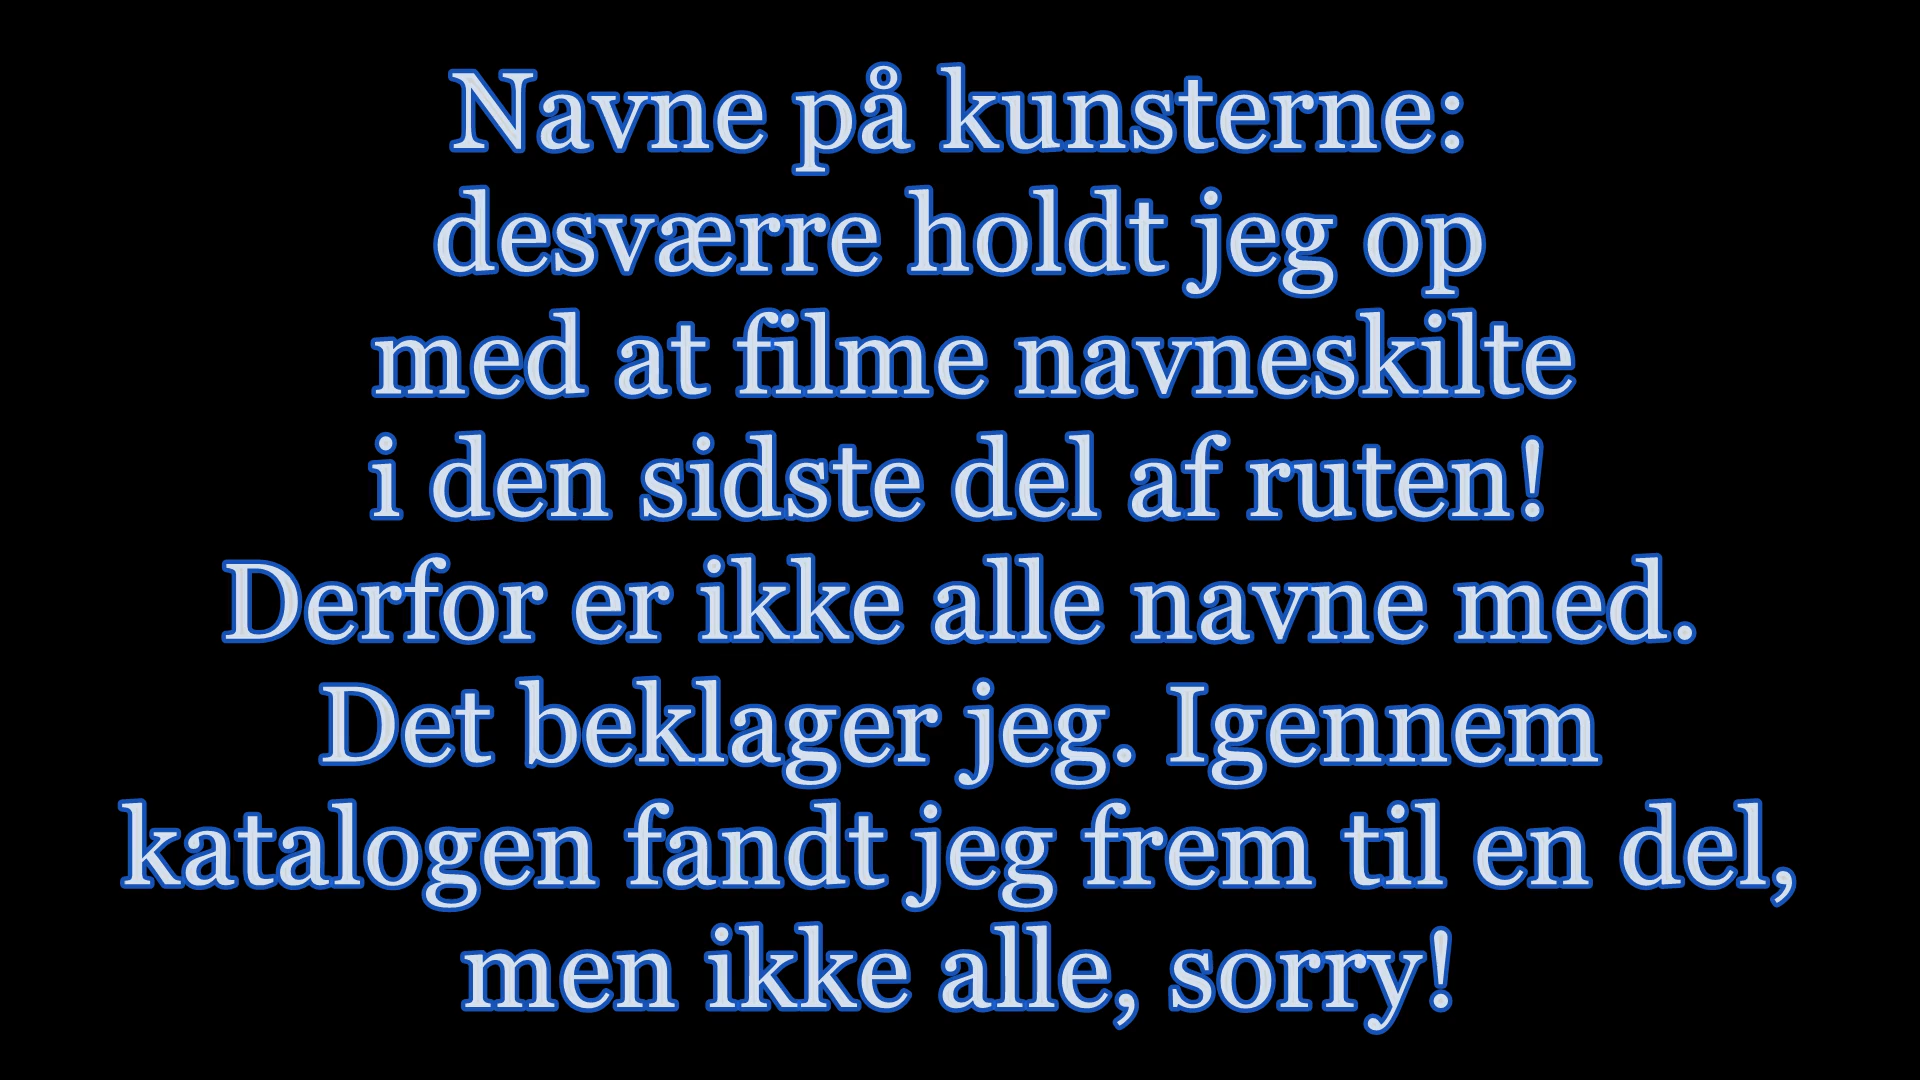 Navne på kunsterne:
desværre holdt jeg op
med at filme navneskilte
i den sidste del af ruten!
Derfor er ikke alle navne med.
Det beklager jeg. Igennem
katalogen fandt jeg frem til en del,
men ikke alle, sorry!